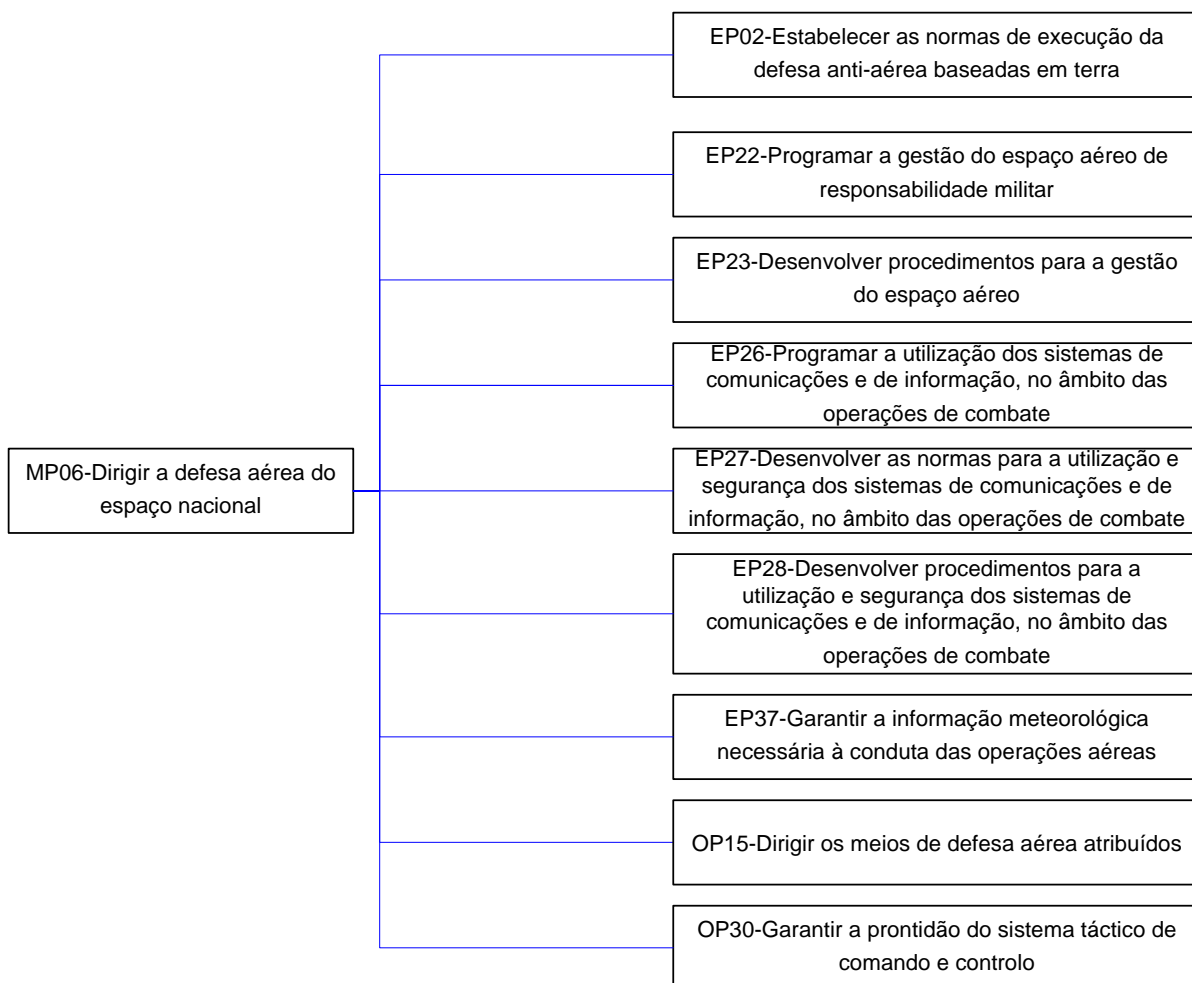 EP02-Estabelecer as normas de execução da
defesa anti-aérea baseadas em terra
EP22-Programar a gestão do espaço aéreo de
responsabilidade militar
EP23-Desenvolver procedimentos para a gestão
do espaço aéreo
EP26-Programar a utilização dos sistemas de
comunicações e de informação, no âmbito das
operações de combate
MP06-Dirigir a defesa aérea do
espaço nacional
EP27-Desenvolver as normas para a utilização e
segurança dos sistemas de comunicações e de
informação, no âmbito das operações de combate
EP28-Desenvolver procedimentos para a
utilização e segurança dos sistemas de
comunicações e de informação, no âmbito das
operações de combate
EP37-Garantir a informação meteorológica
necessária à conduta das operações aéreas
OP15-Dirigir os meios de defesa aérea atribuídos
OP30-Garantir a prontidão do sistema táctico de
comando e controlo